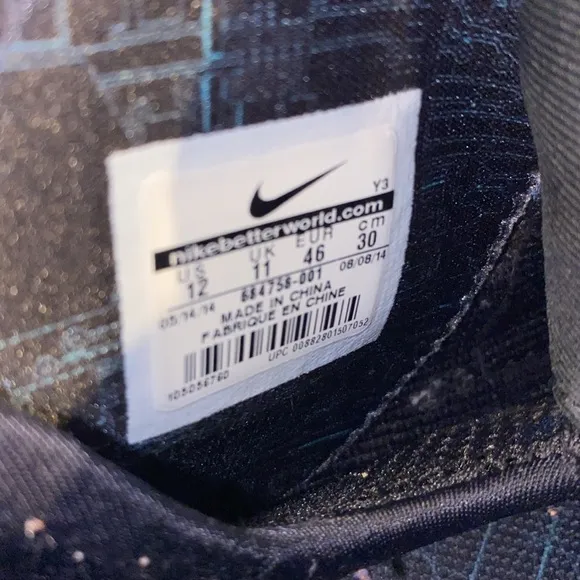 Y3
nikebetterworld.com
US UK EUR cm
12 11 46 30
05/14/14 684758-001 08/08/14
MADE IN CHINA
FABRIQUE EN CHINE
UPC 00882801507052
105056760